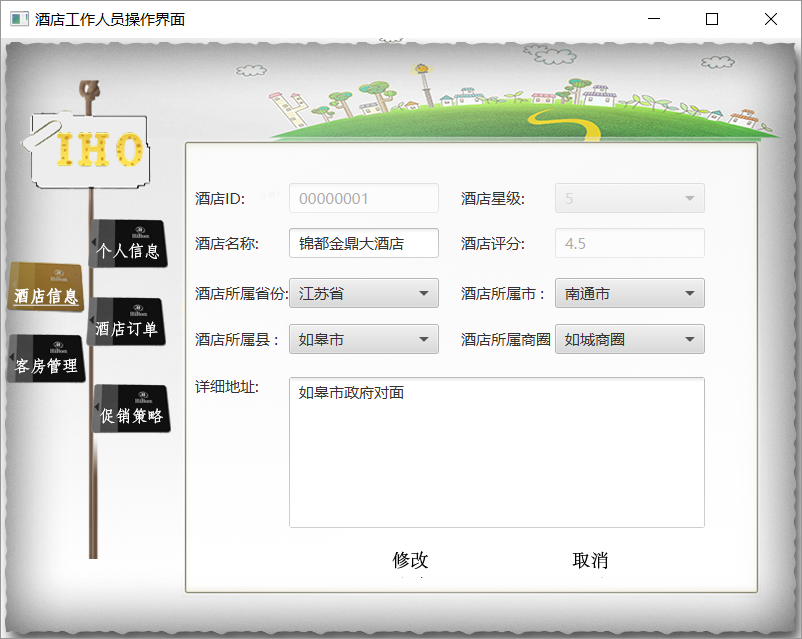 酒店工作人员操作界面
IHO
个人信息
酒店信息
酒店订单
客房管理
促销策略
Hilton
Hilton
Hilton
Hilton
Hilton
酒店ID: 00000001 酒店星级: 5
酒店名称: 锦都金鼎大酒店 酒店评分: 4.5
酒店所属省份: 江苏省 酒店所属市： 南通市
酒店所属县： 如皋市 酒店所属商圈 如城商圈
详细地址: 如皋市政府对面
修改 取消